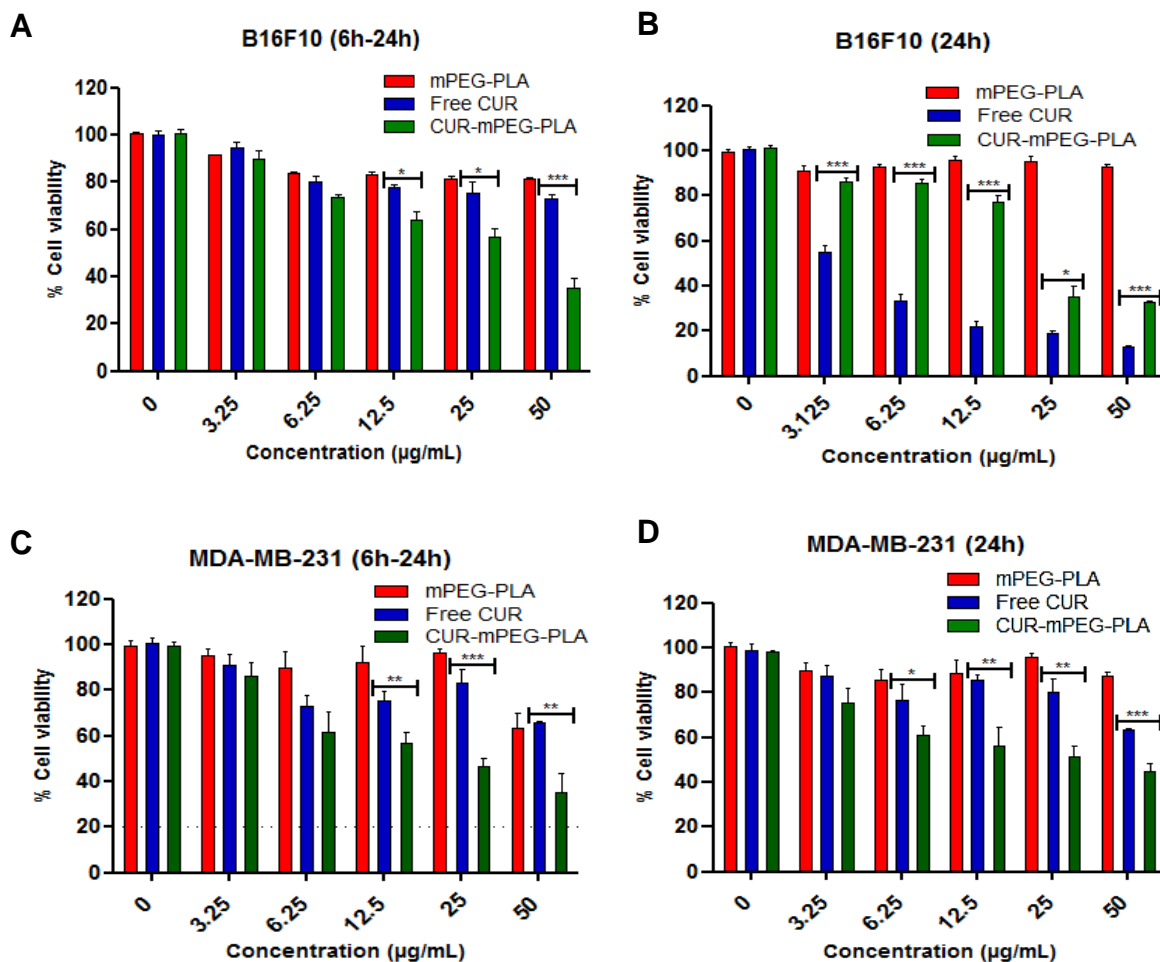 A
B16F10 (6h-24h)
mPEG-PLA
Free CUR
CUR-mPEG-PLA
% Cell viability
120
100
80
60
40
20
0
* * ***
0 3.25 6.25 12.5 25 50
Concentration (µg/mL)
B
B16F10 (24h)
mPEG-PLA
Free CUR
CUR-mPEG-PLA
% Cell viability
120
100
80
60
40
20
0
*** *** *** * ***
0 3.125 6.25 12.5 25 50
Concentration (µg/mL)
C
MDA-MB-231 (6h-24h)
mPEG-PLA
Free CUR
CUR-mPEG-PLA
% Cell viability
120
100
80
60
40
20
0
** *** **
0 3.25 6.25 12.5 25 50
Concentration (µg/mL)
D
MDA-MB-231 (24h)
mPEG-PLA
Free CUR
CUR-mPEG-PLA
% Cell viability
120
100
80
60
40
20
0
* ** ** ***
0 3.25 6.25 12.5 25 50
Concentration (µg/mL)